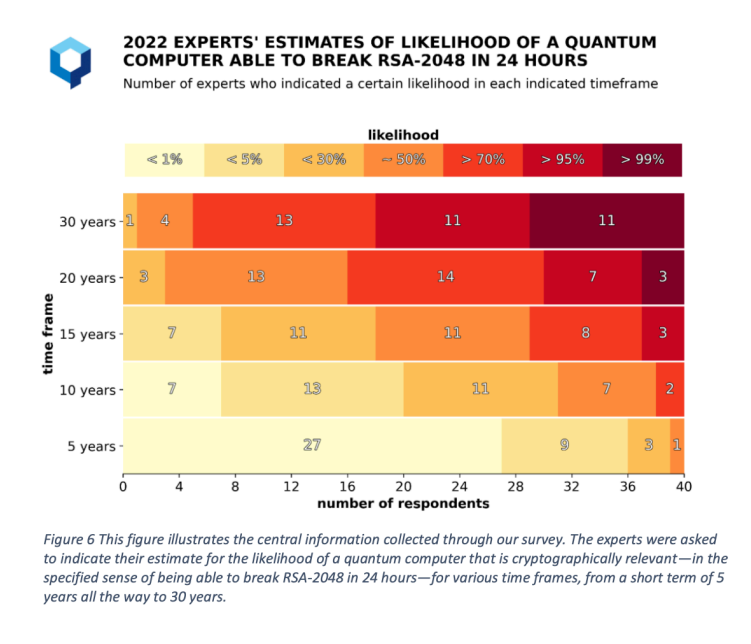 2022 EXPERTS' ESTIMATES OF LIKELIHOOD OF A QUANTUM
COMPUTER ABLE TO BREAK RSA-2048 IN 24 HOURS
Number of experts who indicated a certain likelihood in each indicated timeframe
likelihood
< 1% < 5% < 30% ~ 50% > 70% > 95% > 99%
time frame
30 years 1 4 13 11 11
20 years 3 13 14 7 3
15 years 7 11 11 8 3
10 years 7 13 11 7 2
5 years 27 9 3 1
0 4 8 12 16 20 24 28 32 36 40
number of respondents
Figure 6 This figure illustrates the central information collected through our survey. The experts were asked
to indicate their estimate for the likelihood of a quantum computer that is cryptographically relevant—in the
specified sense of being able to break RSA-2048 in 24 hours—for various time frames, from a short term of 5
years all the way to 30 years.